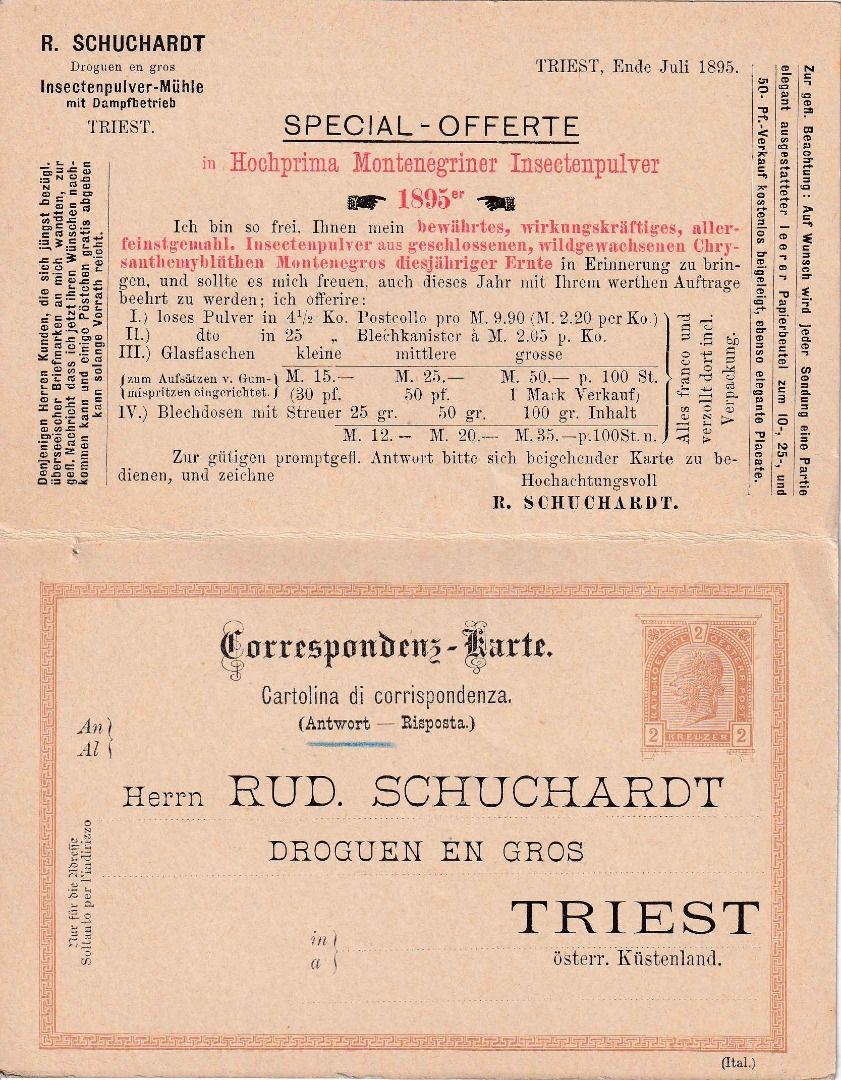 R. SCHUCHARDT
Droguen en gros
Insectenpulver-Mühle
mit Dampfbetrieb
TRIEST.
TRIEST, Ende Juli 1895.
SPECIAL-OFFERTE
in Hochprima Montenegriner Insectenpulver
1895er
Ich bin so frei, Ihnen mein bewährtes, wirkungskräftiges, aller-
feinstgemahl. Insectenpulver aus geschlossenen, wildgewachsenen Chry-
santhemyblüthen Montenegros diesjähriger Ernte in Erinnerung zu brin-
gen, und sollte es mich freuen, auch dieses Jahr mit Ihrem werthen Auftrage
beehrt zu werden; ich offerire:
I.) loses Pulver in 4½ Ko. Postcollo pro M. 9.90 (M. 2.20 per Ko.)
II.) dto in 25 „ Blechkanister à M. 2.05 p. Ko.
III.) Glasflaschen kleine mittlere grosse
(zum Aufsätzen v. Gum- M. 15.— M. 25.— M. 50.— p. 100 St.
mispritzen eingerichtet.) (30 pf. 50 pf. 1 Mark Verkauf)
IV.) Blechdosen mit Streuer 25 gr. 50 gr. 100 gr. Inhalt
M. 12.— M. 20.— M. 35.—p.100St.n.
Alles franco und
verzollt dort incl.
Verpackung.
Zur gütigen promptgefl. Antwort bitte sich beigehender Karte zu be-
dienen, und zeichne
Hochachtungsvoll
R. SCHUCHARDT.
Denjenigen Herren Kunden, die sich jüngst bezügl.
überseeischer Briefmarken an mich wandten, zur
gefl. Nachricht dass ich jetzt ihren Wünschen nach-
kommen kann und einige Pöstchen gratis abgeben
kann solange Vorrath reicht.
Zur gefl. Beachtung: Auf Wunsch wird jeder Sendung eine Partie
elegant ausgestatteter leerer Papierbeutel zum 10-, 25-, und
50- Pf.-Verkauf kostenlos beigeleigt, ebenso elegante Placate.
Correspondenz-Karte.
Cartolina di corrispondenza.
(Antwort — Risposta.)
KAIS. KOENIGL. OESTERR. POST
2
2 KREUZER 2
An
Al
Herrn RUD. SCHUCHARDT
DROGUEN EN GROS
TRIEST
in
a
österr. Küstenland.
Nur für die Adresse
Soltanto per l'indirizzo
(Ital.)